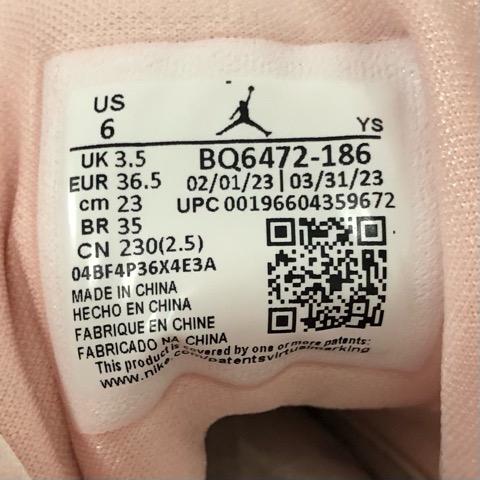 US
6
YS
UK 3.5
EUR 36.5
cm 23
BR 35
CN 230(2.5)
BQ6472-186
02/01/23 | 03/31/23
UPC 00196604359672
04BF4P36X4E3A
MADE IN CHINA
HECHO EN CHINA
FABRIQUE EN CHINE
FABRICADO NA CHINA
This product is covered by one or more patents:
www.nike.com/patentsvirtualmarking